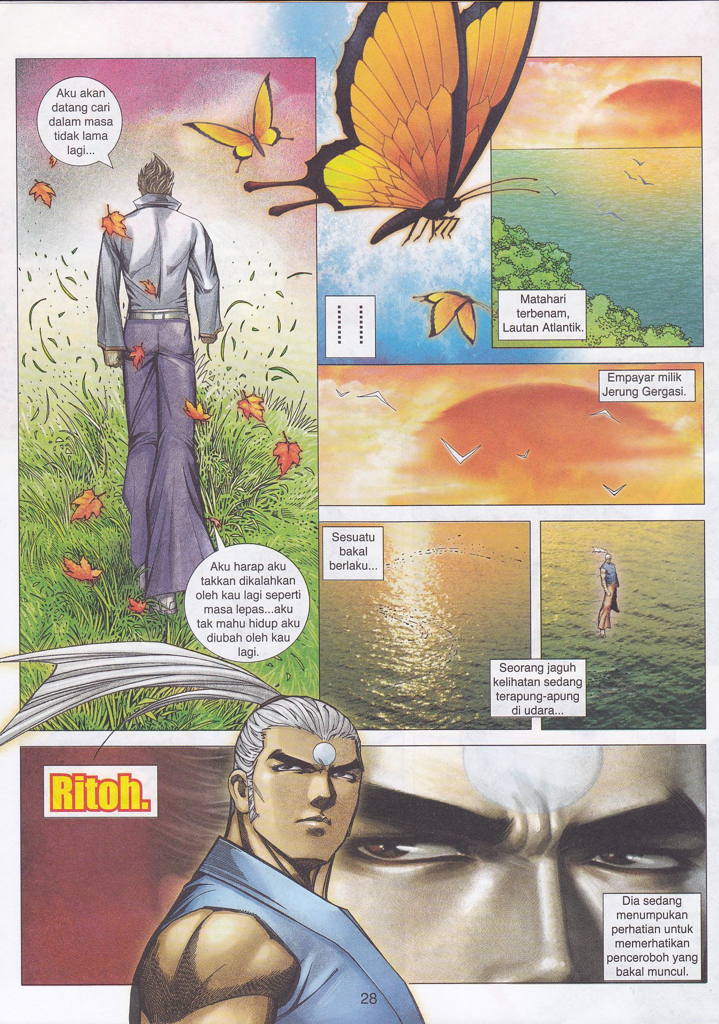 Aku akan
datang cari
dalam masa
tidak lama
lagi...
Aku harap aku
takkan dikalahkan
oleh kau lagi seperti
masa lepas...aku
tak mahu hidup aku
diubah oleh kau
lagi.
Matahari
terbenam,
Lautan Atlantik.
Empayar milik
Jerung Gergasi.
Sesuatu
bakal
berlaku...
Seorang jaguh
kelihatan sedang
terapung-apung
di udara...
Ritoh.
Dia sedang
menumpukan
perhatian untuk
memerhatikan
penceroboh yang
bakal muncul.
28